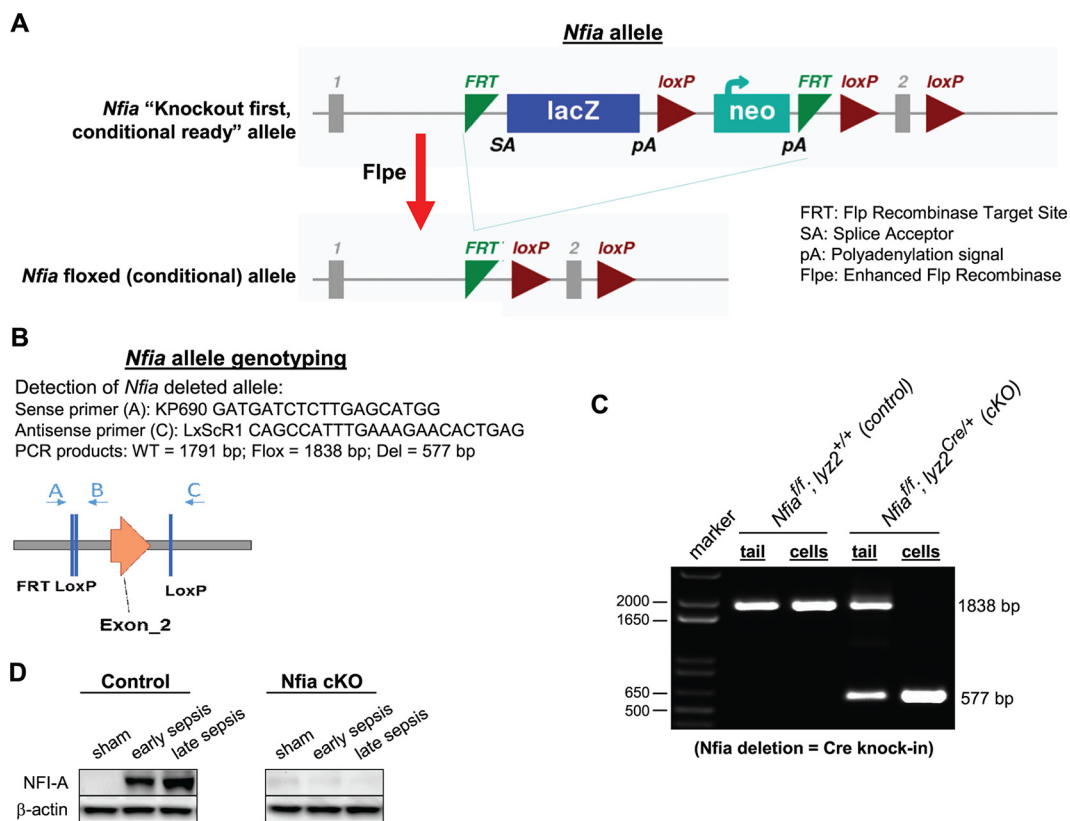 A
Nfia allele
Nfia “Knockout first,
conditional ready” allele
1
FRT
lacZ
loxP
neo
FRT
loxP
2
loxP
SA
pA
pA
Flpe
Nfia floxed (conditional) allele
1
FRT
loxP
2
loxP
FRT: Flp Recombinase Target Site
SA: Splice Acceptor
pA: Polyadenylation signal
Flpe: Enhanced Flp Recombinase
B
Nfia allele genotyping
Detection of Nfia deleted allele:
Sense primer (A): KP690 GATGATCTCTTGAGCATGG
Antisense primer (C): LxScR1 CAGCCATTTGAAAGAACACTGAG
PCR products: WT = 1791 bp; Flox = 1838 bp; Del = 577 bp
A
B
C
FRT LoxP
LoxP
Exon_2
C
marker
Nfia f/f; lyz2 +/+ (control)
Nfia f/f; lyz2 Cre/+ (cKO)
tail
cells
tail
cells
2000
1650
650
500
1838 bp
577 bp
(Nfia deletion = Cre knock-in)
D
Control
Nfia cKO
sham
early sepsis
late sepsis
sham
early sepsis
late sepsis
NFI-A
β-actin